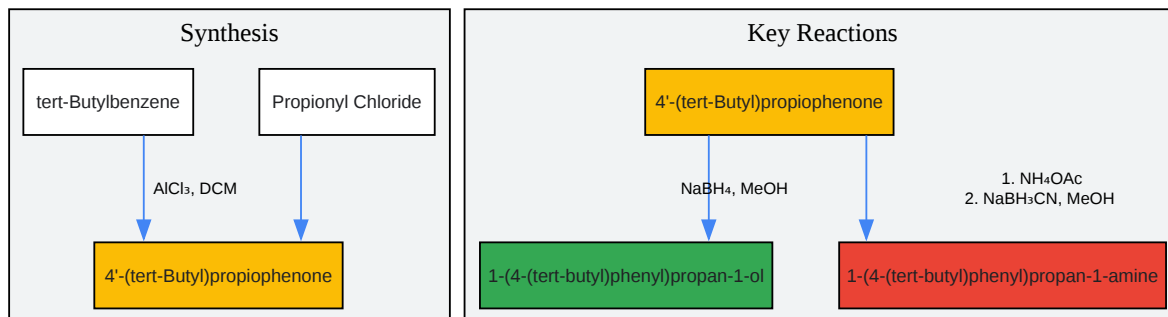 Synthesis
tert-Butylbenzene
Propionyl Chloride
AlCl₃, DCM
4'-(tert-Butyl)propiophenone
Key Reactions
4'-(tert-Butyl)propiophenone
NaBH₄, MeOH
1. NH₄OAc
2. NaBH₃CN, MeOH
1-(4-(tert-butyl)phenyl)propan-1-ol
1-(4-(tert-butyl)phenyl)propan-1-amine